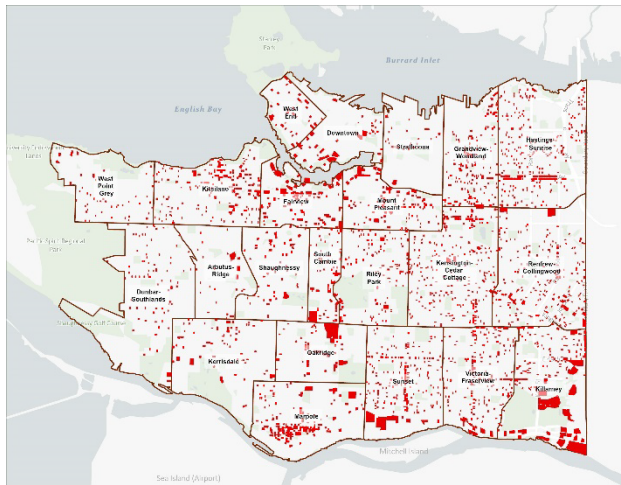 Stanley
Park
Burrard Inlet
English Bay
West
End
Downtown
Strathcona
Grandview-
Woodland
Hastings-
Sunrise
West
Point
Grey
Kitsilano
Fairview
Mount
Pleasant
Dunbar-
Southlands
Arbutus-
Ridge
Shaughnessy
South
Cambie
Riley
Park
Kensington-
Cedar
Cottage
Renfrew-
Collingwood
Kerrisdale
Oakridge
Sunset
Victoria-
Fraserview
Killarney
Marpole
Mitchell Island
Sea Island (Airport)